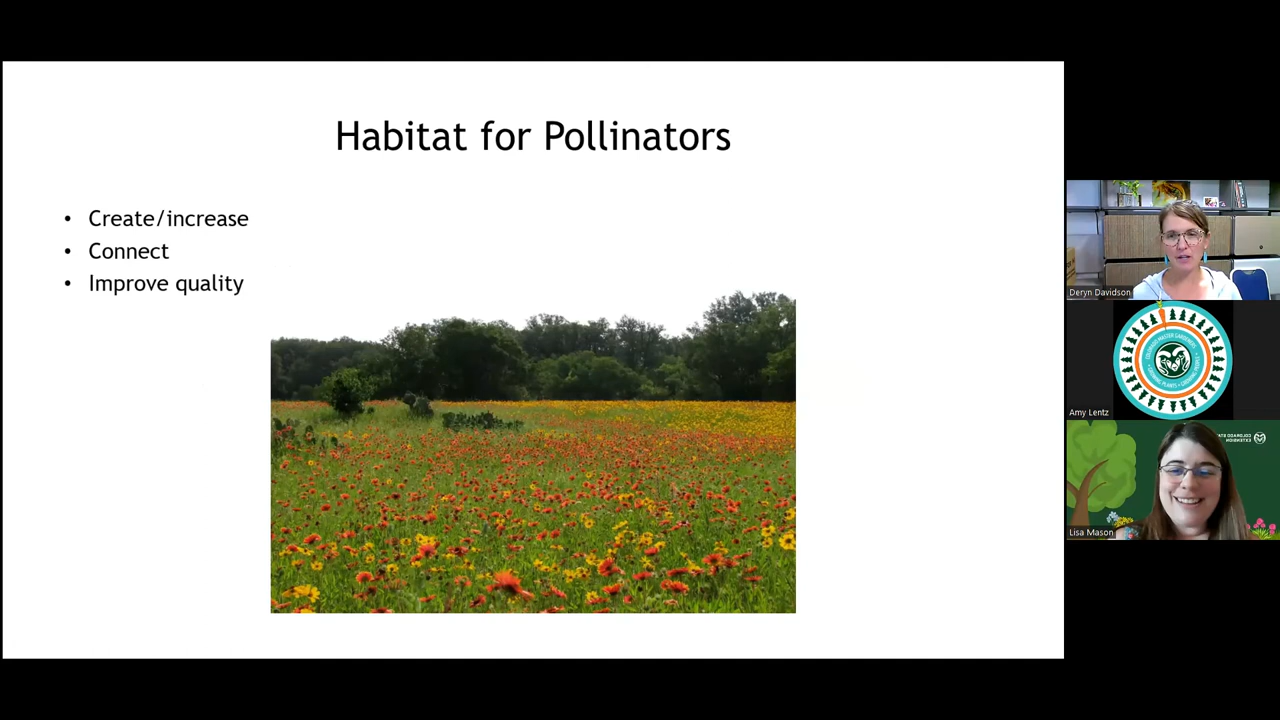 Habitat for Pollinators
• Create/increase
• Connect
• Improve quality
Deryn Davidson
Amy Lentz
Lisa Mason